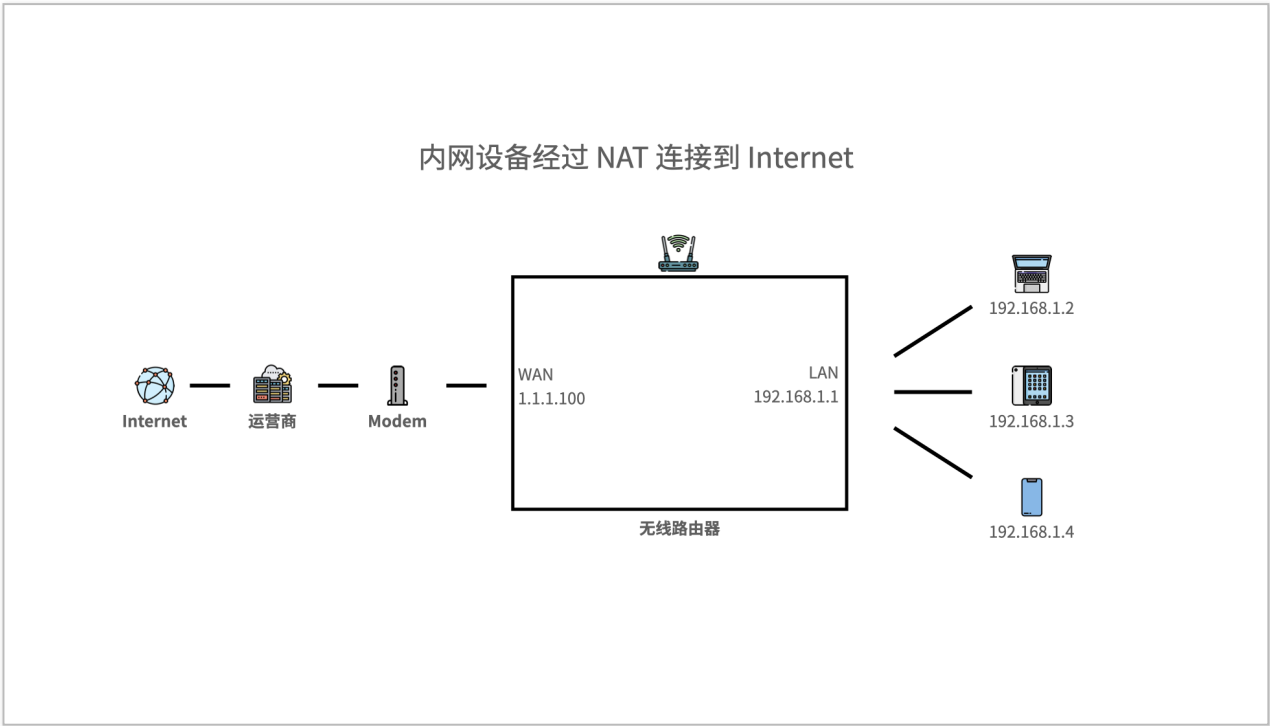 内网设备经过 NAT 连接到 Internet
192.168.1.2
WAN
1.1.1.100
LAN
192.168.1.1
Internet
运营商
Modem
192.168.1.3
无线路由器
192.168.1.4